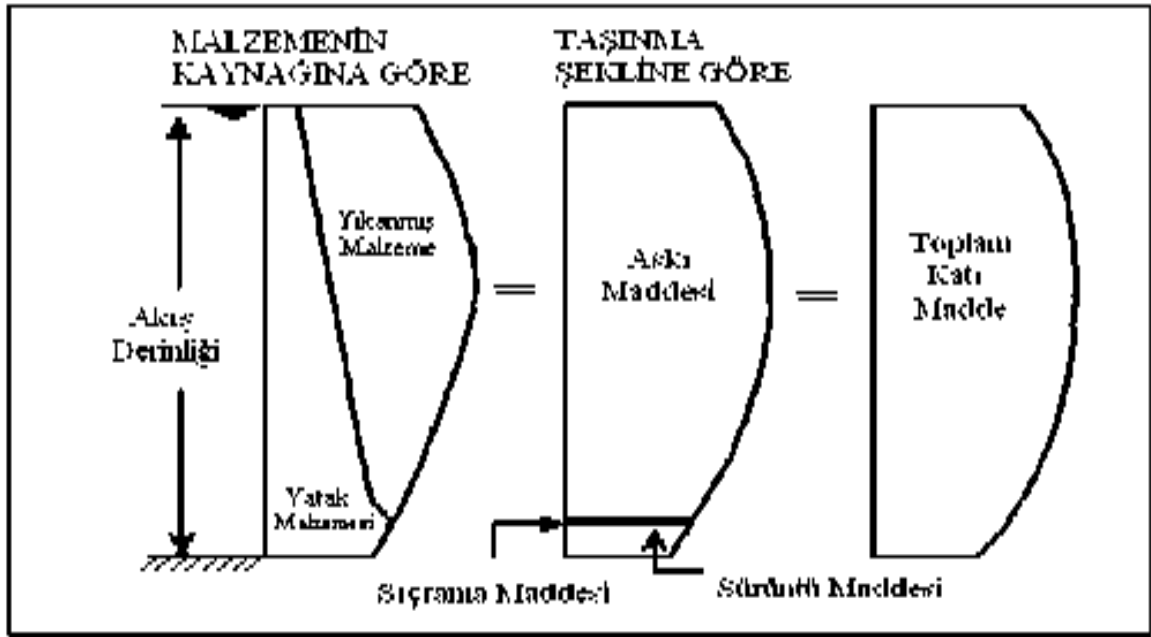 MALZEMENİN
KAYNAĞINA GÖRE
TAŞINMA
ŞEKLİNE GÖRE
Akış
Derinliği
Yıkanmış
Malzeme
Yatak
Malzemesi
=
Askı
Maddesi
=
Toplam
Katı
Madde
Sıçrama Maddesi
Sürüntü Maddesi